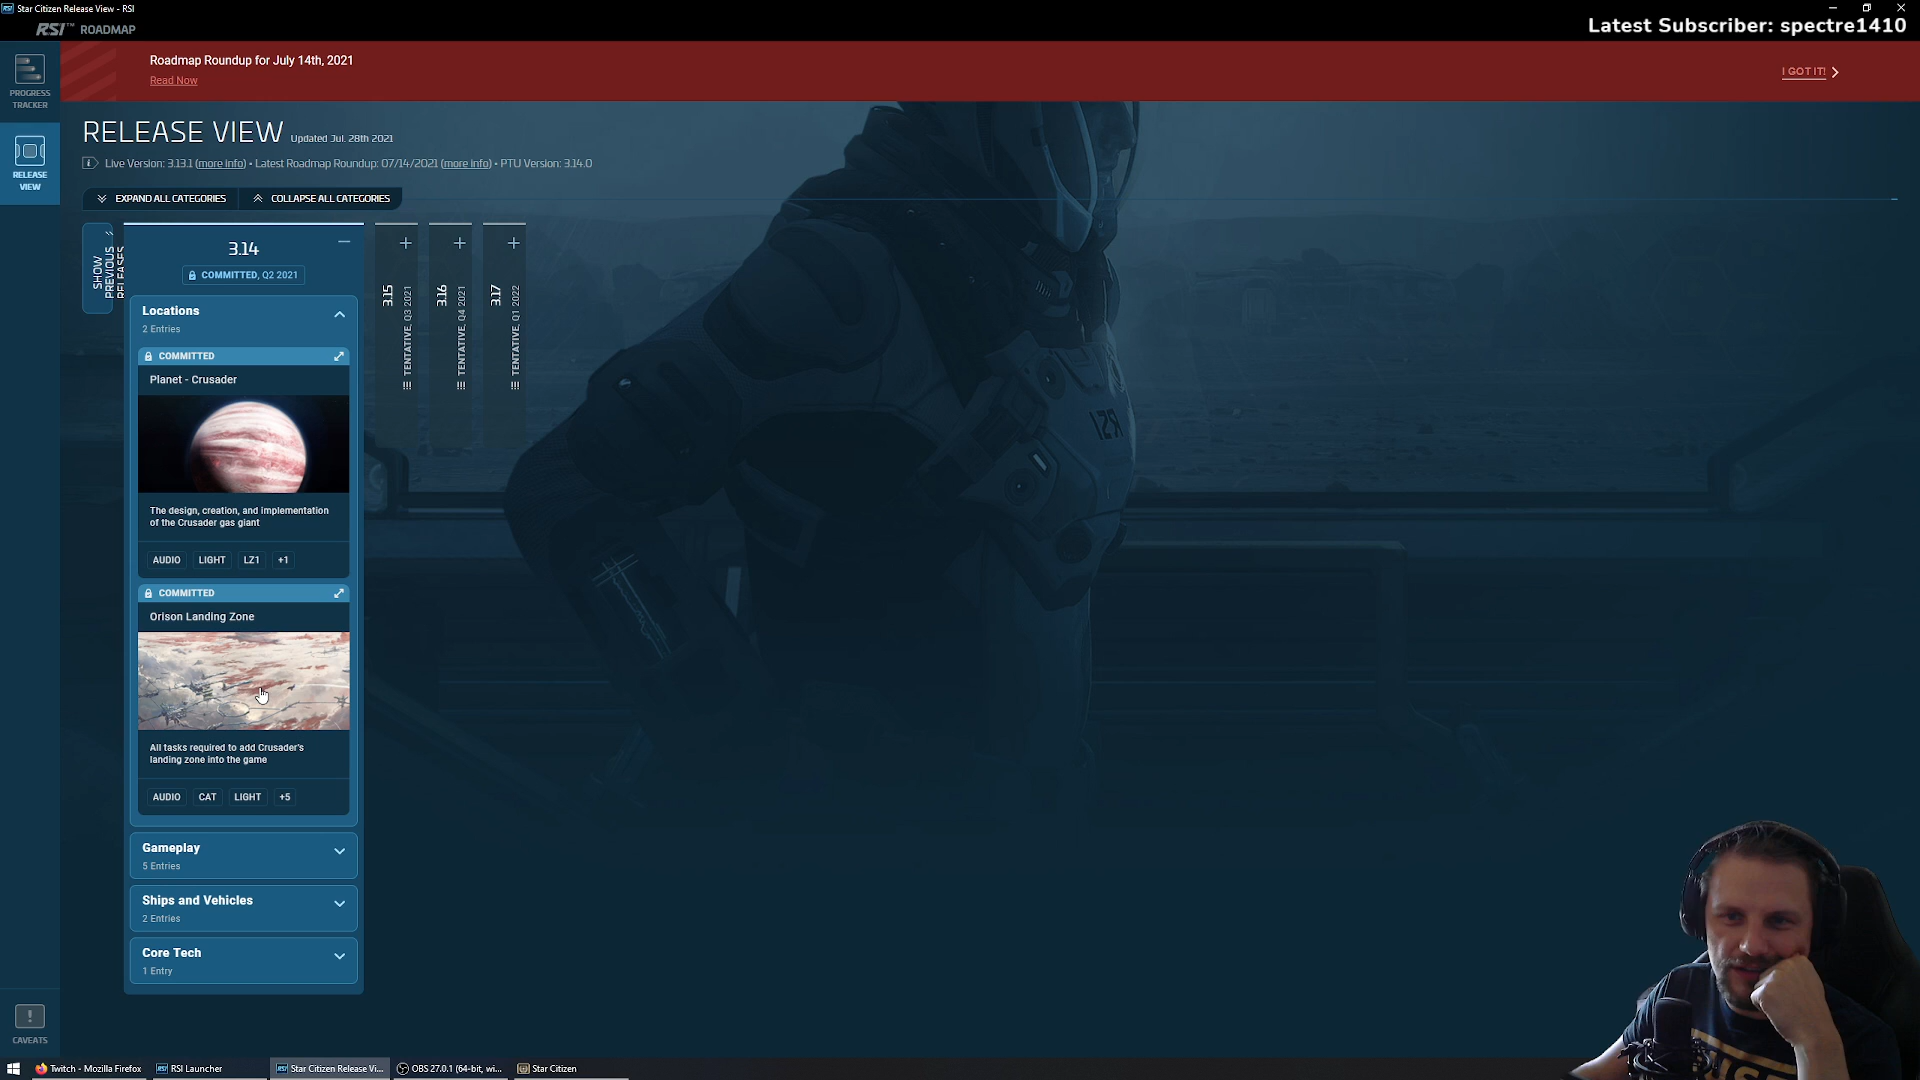 Star Citizen Release View - RSI
RSI™ ROADMAP
Latest Subscriber: spectre1410
PROGRESS TRACKER
RELEASE VIEW
Roadmap Roundup for July 14th, 2021
Read Now
I GOT IT!
RELEASE VIEW Updated Jul. 28th 2021
Live Version: 3.13.1 (more info) • Latest Roadmap Roundup: 07/14/2021 (more info) • PTU Version: 3.14.0
EXPAND ALL CATEGORIES
COLLAPSE ALL CATEGORIES
SHOW PREVIOUS RELEASES
3.14
COMMITTED, Q2 2021
Locations
2 Entries
COMMITTED
Planet - Crusader
The design, creation, and implementation
of the Crusader gas giant
AUDIO LIGHT LZ1 +1
COMMITTED
Orison Landing Zone
All tasks required to add Crusader's
landing zone into the game
AUDIO CAT LIGHT +5
Gameplay
5 Entries
Ships and Vehicles
2 Entries
Core Tech
1 Entry
3.15
TENTATIVE, Q3 2021
3.16
TENTATIVE, Q4 2021
3.17
TENTATIVE, Q1 2022
RSI
CAVEATS
Twitch - Mozilla Firefox
RSI Launcher
Star Citizen Release Vi...
OBS 27.0.1 (64-bit, wi...
Star Citizen